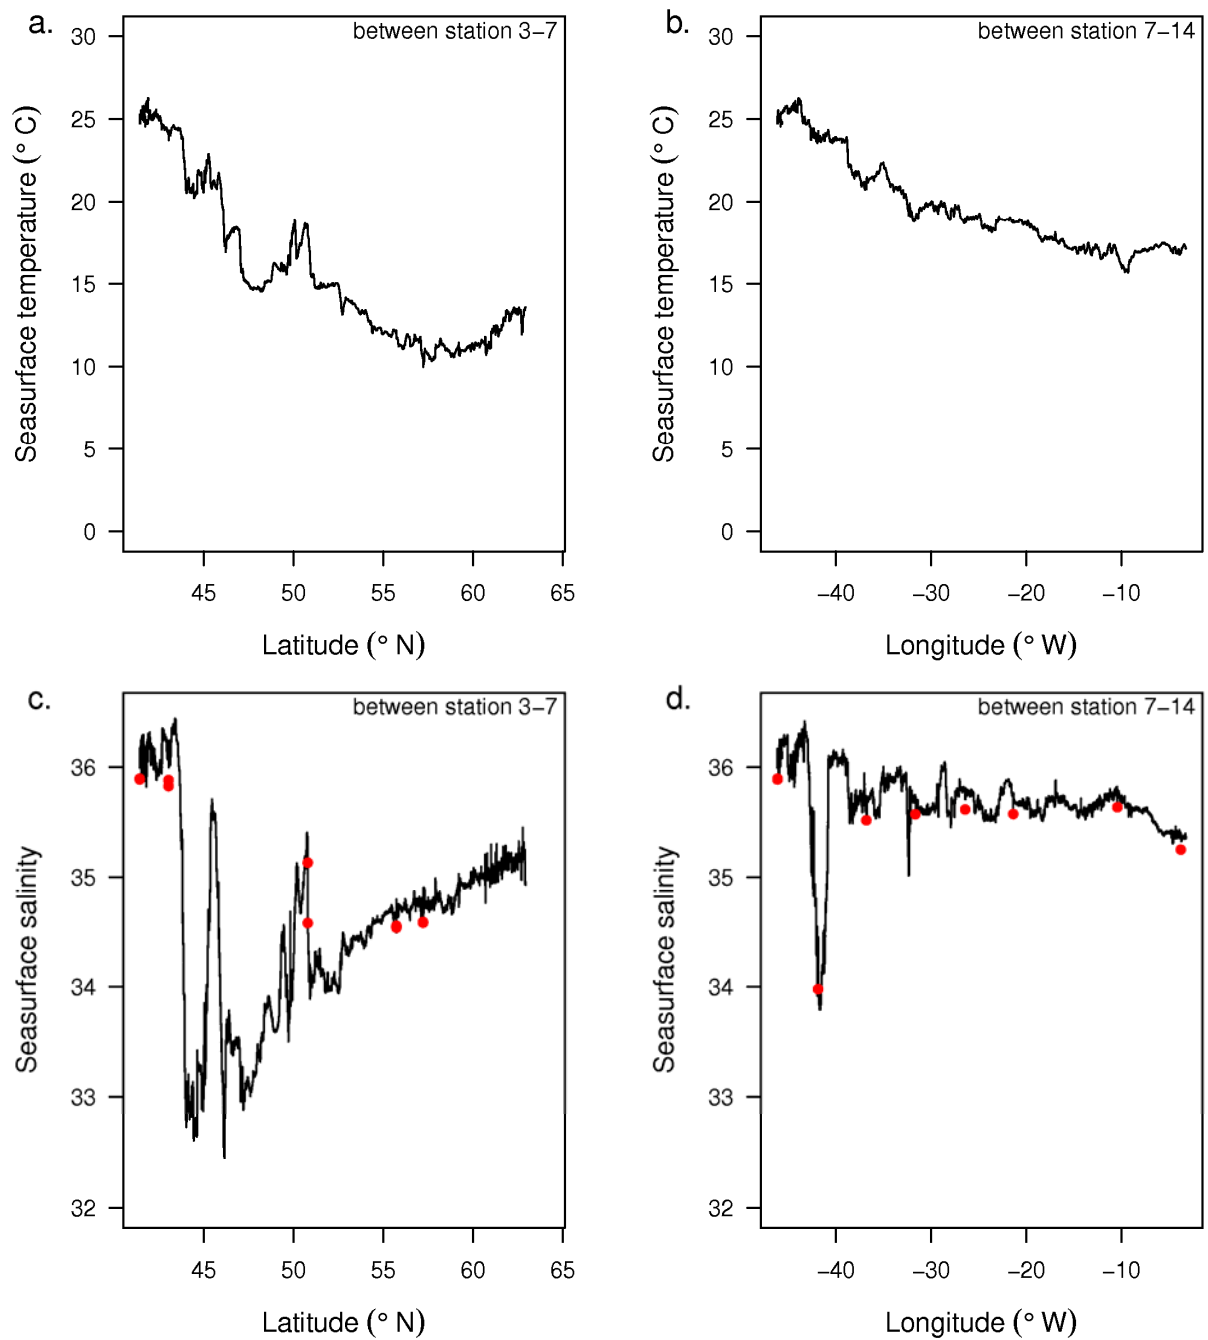 a.
between station 3−7
30
25
20
15
10
5
0
Seasurface temperature (° C)
45 50 55 60 65
Latitude (° N)
b.
between station 7−14
30
25
20
15
10
5
0
Seasurface temperature (° C)
−40 −30 −20 −10
Longitude (° W)
c.
between station 3−7
36
35
34
33
32
Seasurface salinity
45 50 55 60 65
Latitude (° N)
d.
between station 7−14
36
35
34
33
32
Seasurface salinity
−40 −30 −20 −10
Longitude (° W)